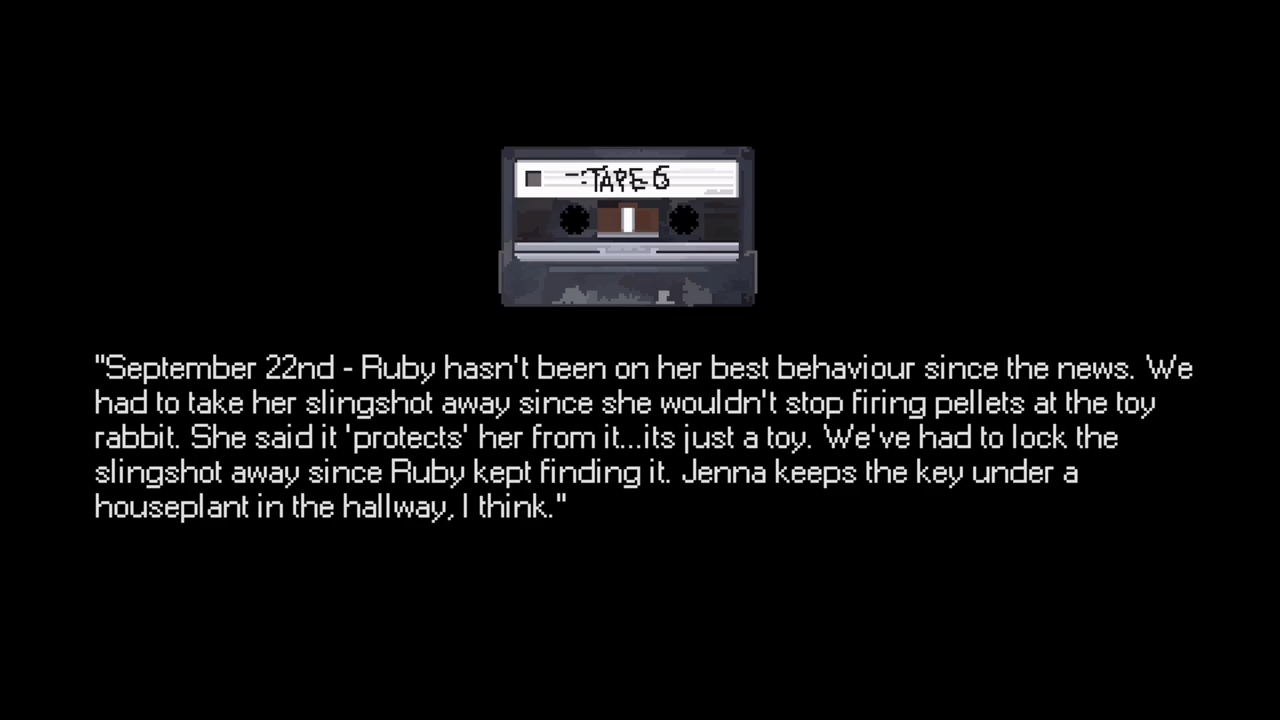 TAPE 6
"September 22nd - Ruby hasn't been on her best behaviour since the news. We
had to take her slingshot away since she wouldn't stop firing pellets at the toy
rabbit. She said it 'protects' her from it...its just a toy. We've had to lock the
slingshot away since Ruby kept finding it. Jenna keeps the key under a
houseplant in the hallway, I think."